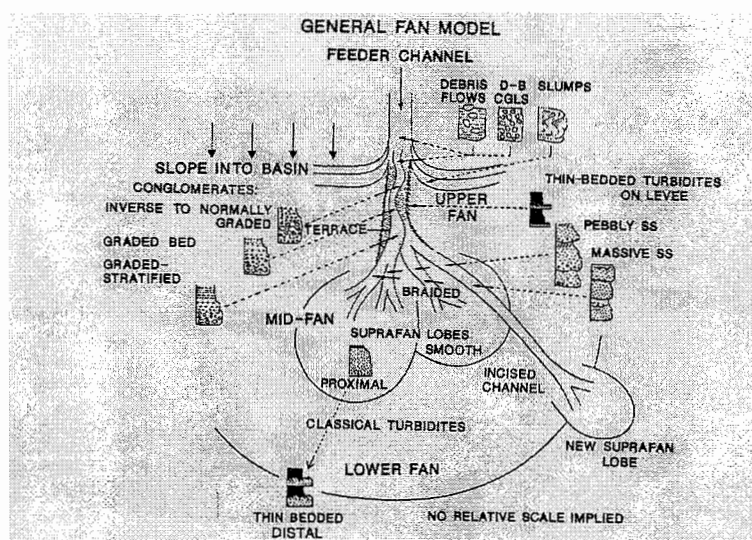 GENERAL FAN MODEL
FEEDER CHANNEL
DEBRIS
FLOWS
D-B
CGLS
SLUMPS
SLOPE INTO BASIN
CONGLOMERATES:
INVERSE TO NORMALLY
GRADED
GRADED BED
GRADED-
STRATIFIED
TERRACE
UPPER
FAN
THIN-BEDDED TURBIDITES
ON LEVEE
PEBBLY SS
MASSIVE SS
BRAIDED
MID-FAN
SUPRAFAN LOBES
SMOOTH
PROXIMAL
INCISED
CHANNEL
CLASSICAL TURBIDITES
NEW SUPRAFAN
LOBE
LOWER FAN
THIN BEDDED
DISTAL
NO RELATIVE SCALE IMPLIED